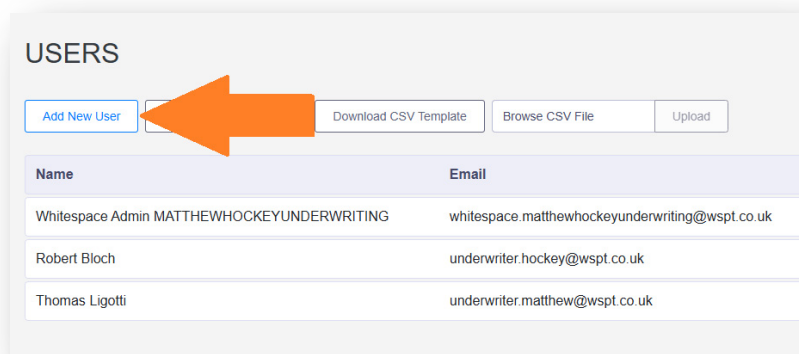 USERS
Add New User Download CSV Template Browse CSV File Upload
Name Email
Whitespace Admin MATTHEWHOCKEYUNDERWRITING whitespace.matthewhockeyunderwriting@wspt.co.uk
Robert Bloch underwriter.hockey@wspt.co.uk
Thomas Ligotti underwriter.matthew@wspt.co.uk